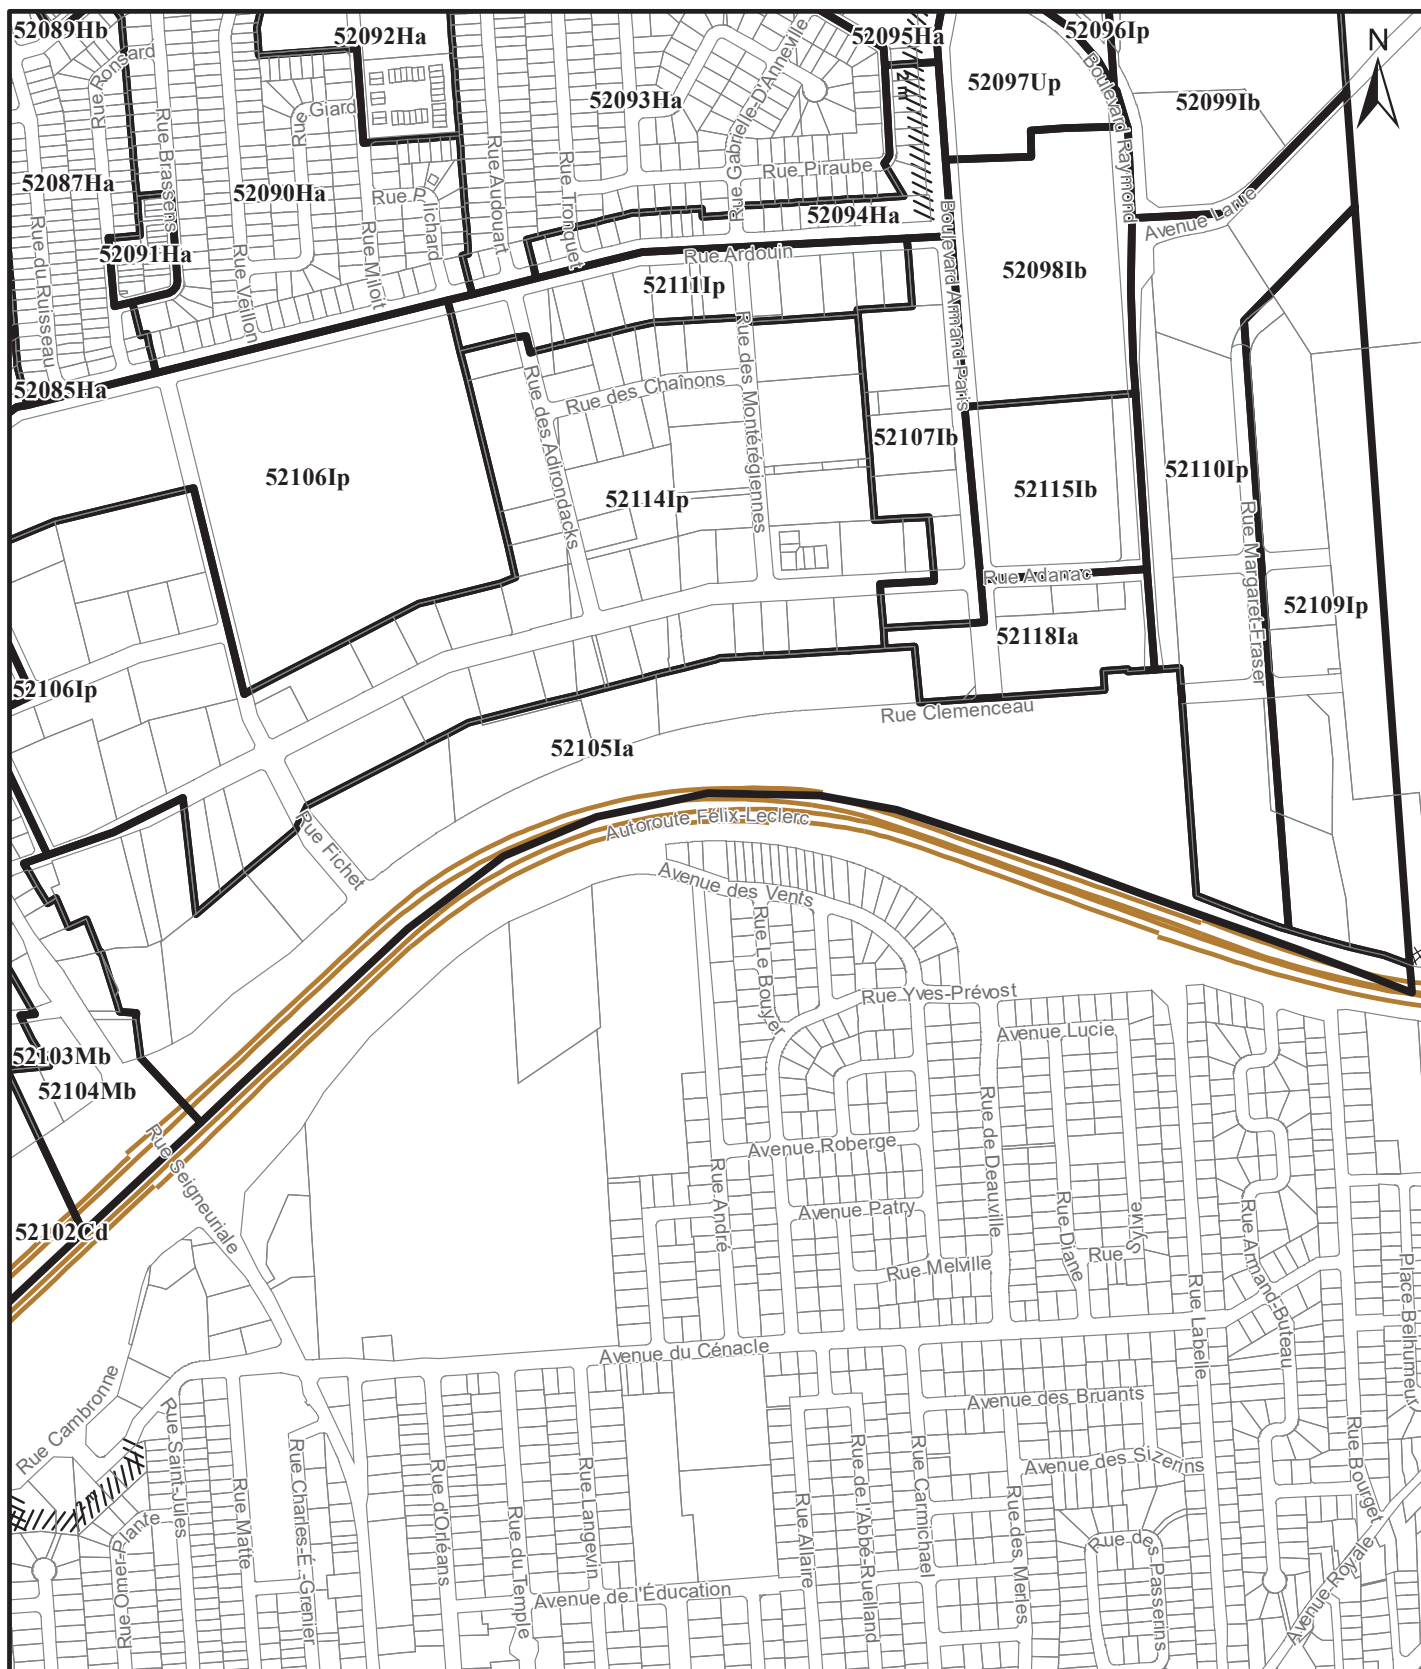 52089Hb
52092Ha
52095Ha
52096Ip
N
Rue Ronsard
52097Up
2 m
52099Ib
52093Ha
Rue Giard
Rue Brassens
Rue Audouart
Rue Tronquet
Rue Gabrielle-D'Anneville
Boulevard Raymond
Rue Piraube
52087Ha
52090Ha
52094Ha
Avenue Larue
Rue du Ruisseau
52091Ha
Rue Veillon
Rue Miloit
Rue Ardouin
52111Ip
52098Ib
Boulevard Armand-Paris
52085Ha
Rue des Chaînons
Rue des Adirondacks
Rue des Montérégiennes
52107Ib
52106Ip
52114Ip
52115Ib
52110Ip
Rue Margaret-Fraser
Rue Adanac
52109Ip
52118Ia
52106Ip
Rue Clemenceau
52105Ia
Autoroute Félix-Leclerc
Rue Fichet
Avenue des Vents
Rue Le Bouyer
Rue Yves-Prévost
Avenue Lucie
52103Mb
52104Mb
Rue Seigneuriale
Rue de Deauville
Avenue Roberge
Rue André
Avenue Patry
Rue Diane
Rue Sylme
Rue Armand-Buteau
52102Cd
Rue Melville
Rue Labelle
Place Belhumeur
Avenue du Cénacle
Rue Cambronne
Avenue des Bruants
Rue Saint-Jules
Rue Matte
Rue Charles-É.-Grenier
Rue d'Orléans
Rue du Temple
Rue Langevin
Rue Allaire
Rue de l'Abbé-Ruelland
Rue Carmichael
Avenue des Sizerins
Rue des Merles
Rue des Passerins
Rue Bourget
2 m
Rue Omer-Plante
Avenue de l'Éducation
Avenue Royale